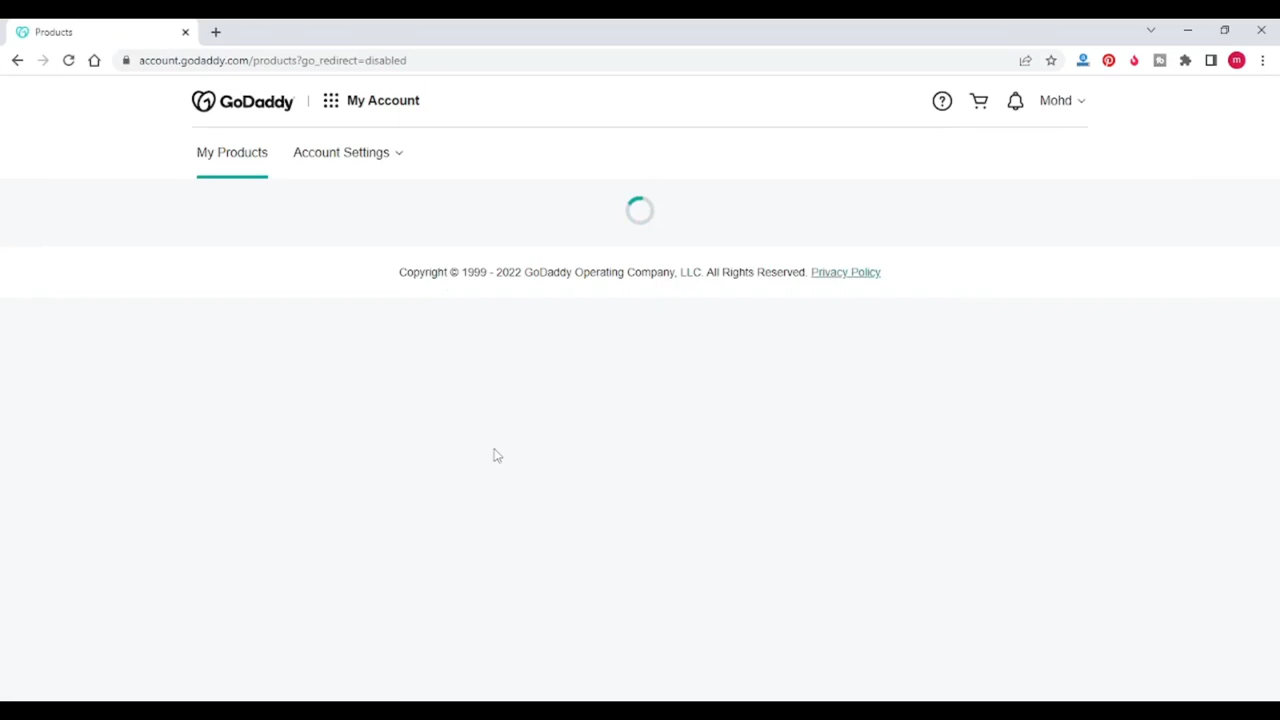 Products
account.godaddy.com/products?go_redirect=disabled
m
GoDaddy | My Account
Mohd
My Products Account Settings
Copyright © 1999 - 2022 GoDaddy Operating Company, LLC. All Rights Reserved. Privacy Policy